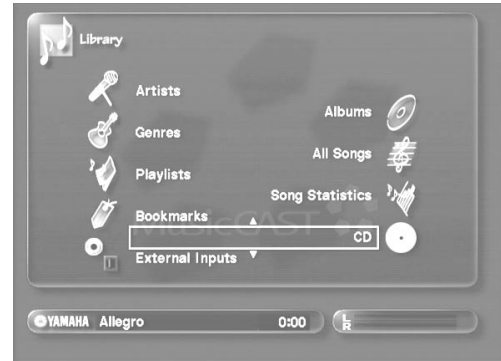 Library
Artists
Albums
Genres
All Songs
Playlists
Song Statistics
Bookmarks
MusicCAST
CD
External Inputs
YAMAHA Allegro 0:00 L
R